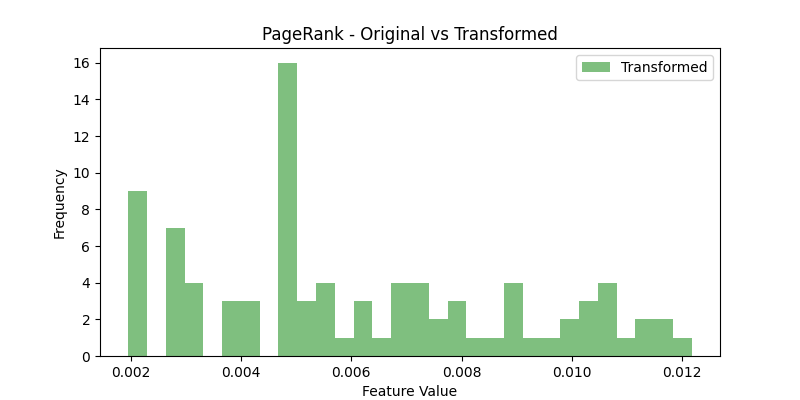 PageRank - Original vs Transformed
Transformed
16
14
12
10
8
6
4
2
0
Frequency
0.002 0.004 0.006 0.008 0.010 0.012
Feature Value